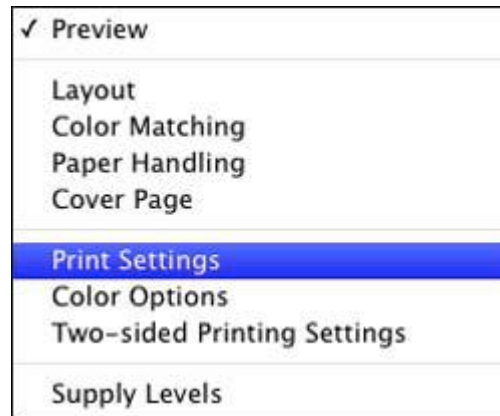 ✓ Preview
Layout
Color Matching
Paper Handling
Cover Page
Print Settings
Color Options
Two-sided Printing Settings
Supply Levels